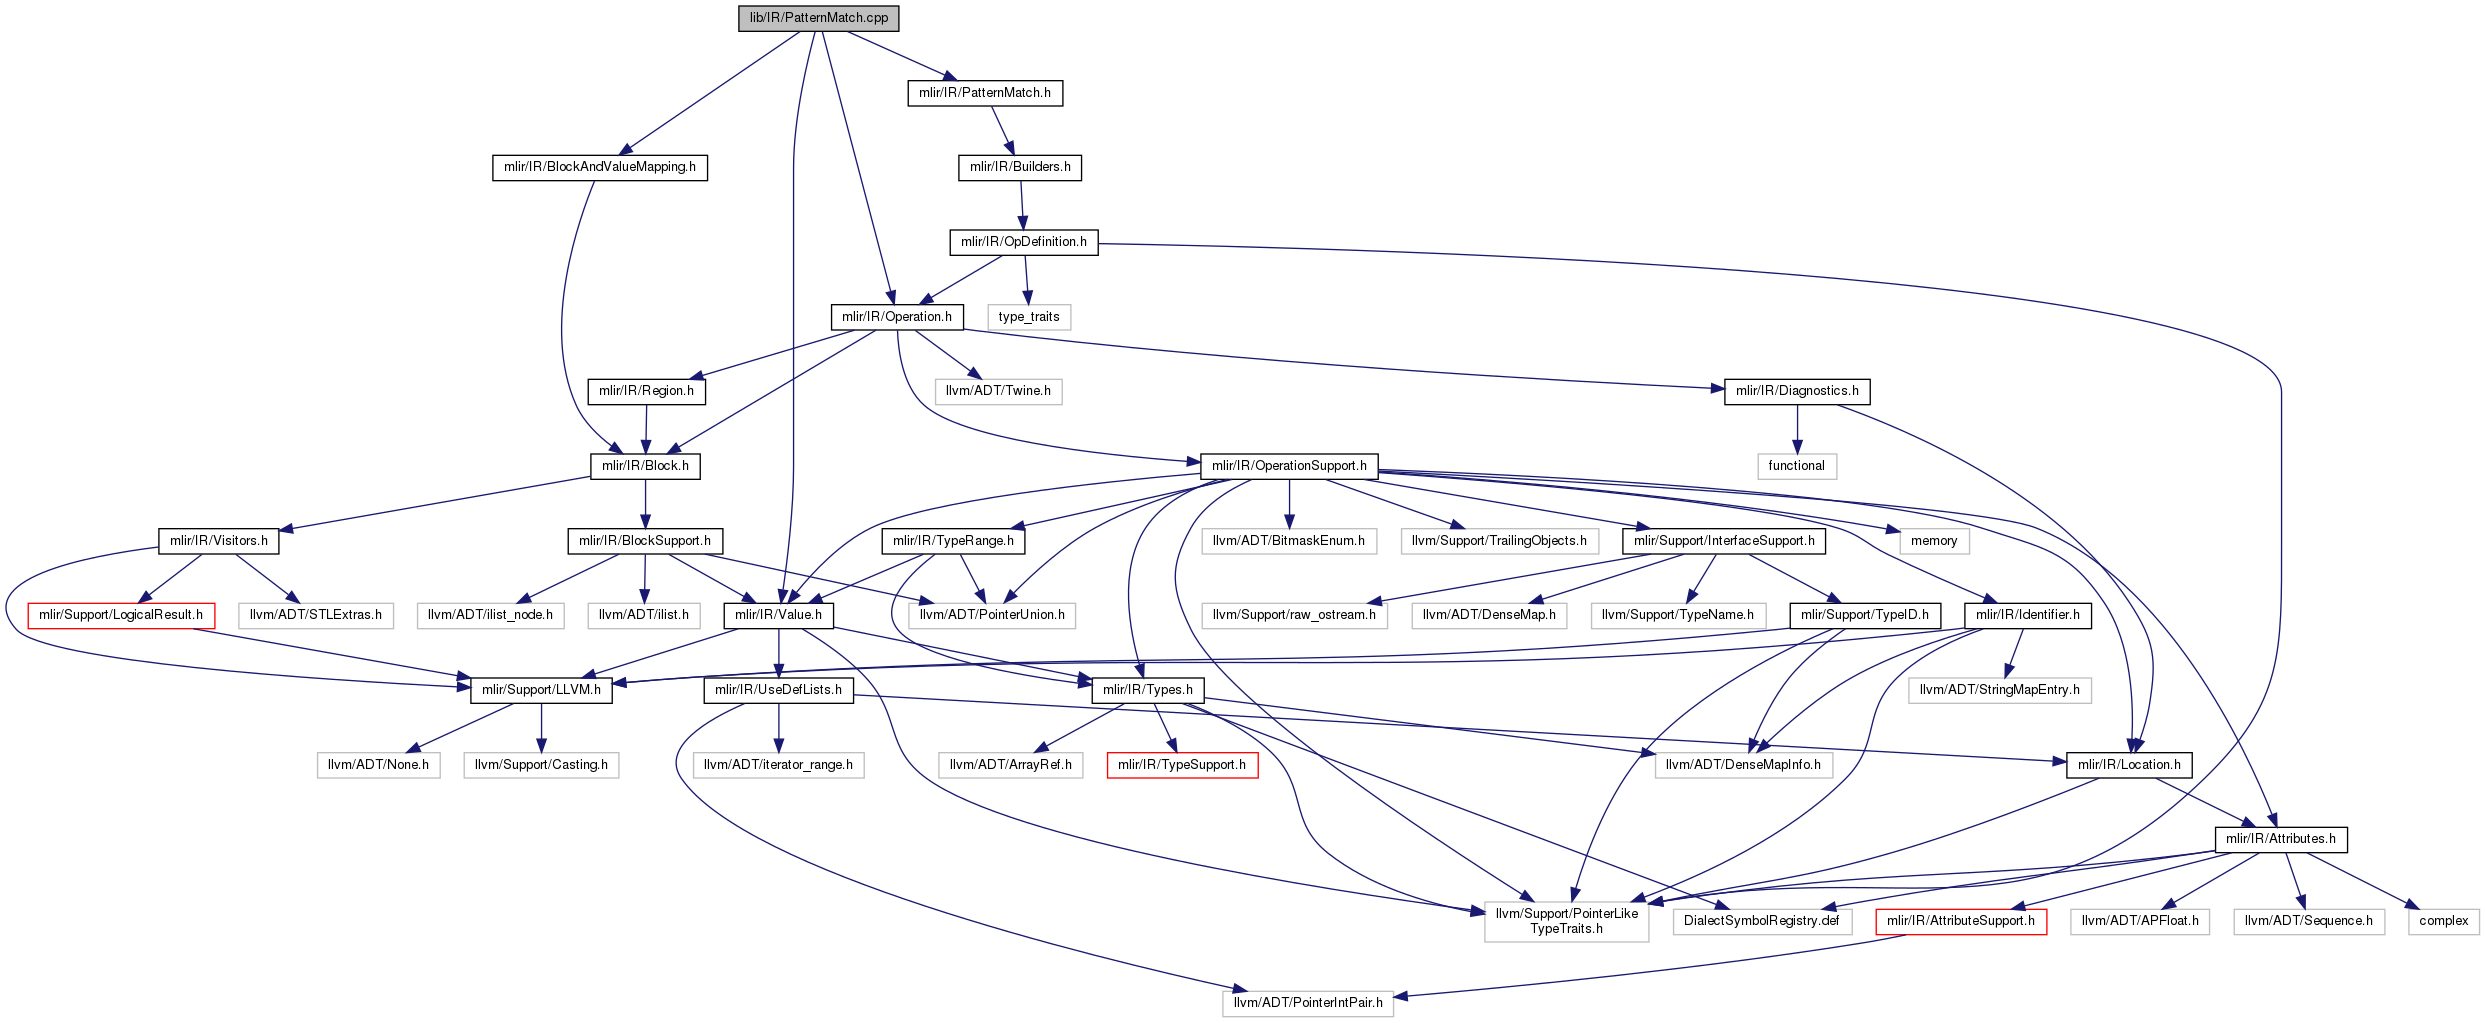 lib/IR/PatternMatch.cpp
mlir/IR/PatternMatch.h
mlir/IR/BlockAndValueMapping.h
mlir/IR/Builders.h
mlir/IR/OpDefinition.h
mlir/IR/Operation.h
type_traits
mlir/IR/Region.h
llvm/ADT/Twine.h
mlir/IR/Diagnostics.h
mlir/IR/Block.h
mlir/IR/OperationSupport.h
functional
mlir/IR/Visitors.h
mlir/IR/BlockSupport.h
mlir/IR/TypeRange.h
llvm/ADT/BitmaskEnum.h
llvm/Support/TrailingObjects.h
mlir/Support/InterfaceSupport.h
memory
mlir/Support/LogicalResult.h
llvm/ADT/STLExtras.h
llvm/ADT/ilist_node.h
llvm/ADT/ilist.h
mlir/IR/Value.h
llvm/ADT/PointerUnion.h
llvm/Support/raw_ostream.h
llvm/ADT/DenseMap.h
llvm/Support/TypeName.h
mlir/Support/TypeID.h
mlir/IR/Identifier.h
mlir/Support/LLVM.h
mlir/IR/UseDefLists.h
mlir/IR/Types.h
llvm/ADT/StringMapEntry.h
llvm/ADT/None.h
llvm/Support/Casting.h
llvm/ADT/iterator_range.h
llvm/ADT/ArrayRef.h
mlir/IR/TypeSupport.h
llvm/ADT/DenseMapInfo.h
mlir/IR/Location.h
mlir/IR/Attributes.h
llvm/Support/PointerLike
TypeTraits.h
DialectSymbolRegistry.def
mlir/IR/AttributeSupport.h
llvm/ADT/APFloat.h
llvm/ADT/Sequence.h
complex
llvm/ADT/PointerIntPair.h